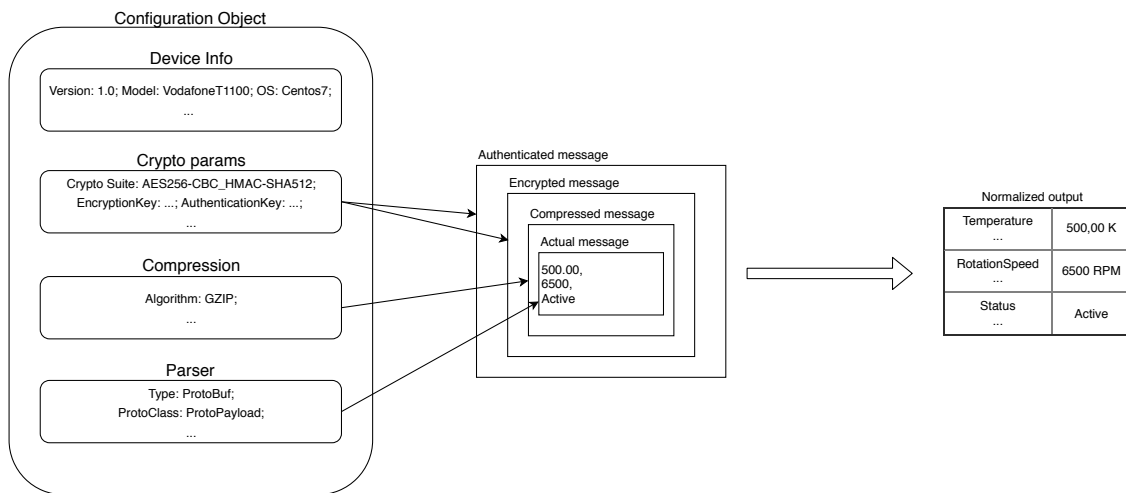 Configuration Object
Device Info
Version: 1.0; Model: VodafoneT1100; OS: Centos7;
...
Crypto params
Crypto Suite: AES256-CBC_HMAC-SHA512;
EncryptionKey: ...; AuthenticationKey: ...;
...
Compression
Algorithm: GZIP;
...
Parser
Type: ProtoBuf;
ProtoClass: ProtoPayload;
...
Authenticated message
Encrypted message
Compressed message
Actual message
500.00,
6500,
Active
Normalized output
Temperature
...
500,00 K
RotationSpeed
...
6500 RPM
Status
...
Active